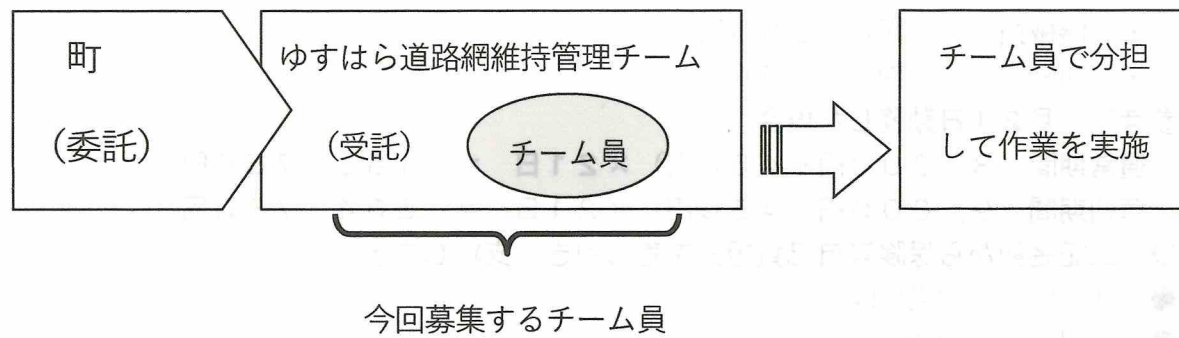 町
(委託)
ゆすはら道路網維持管理チーム
(受託)
チーム員
チーム員で分担
して作業を実施
今回募集するチーム員